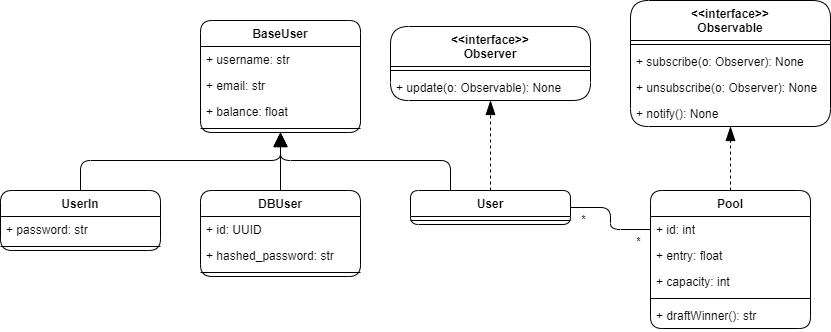 BaseUser
+ username: str
+ email: str
+ balance: float
<<interface>>
Observer
+ update(o: Observable): None
<<interface>>
Observable
+ subscribe(o: Observer): None
+ unsubscribe(o: Observer): None
+ notify(): None
UserIn
+ password: str
DBUser
+ id: UUID
+ hashed_password: str
User
*
*
Pool
+ id: int
+ entry: float
+ capacity: int
+ draftWinner(): str